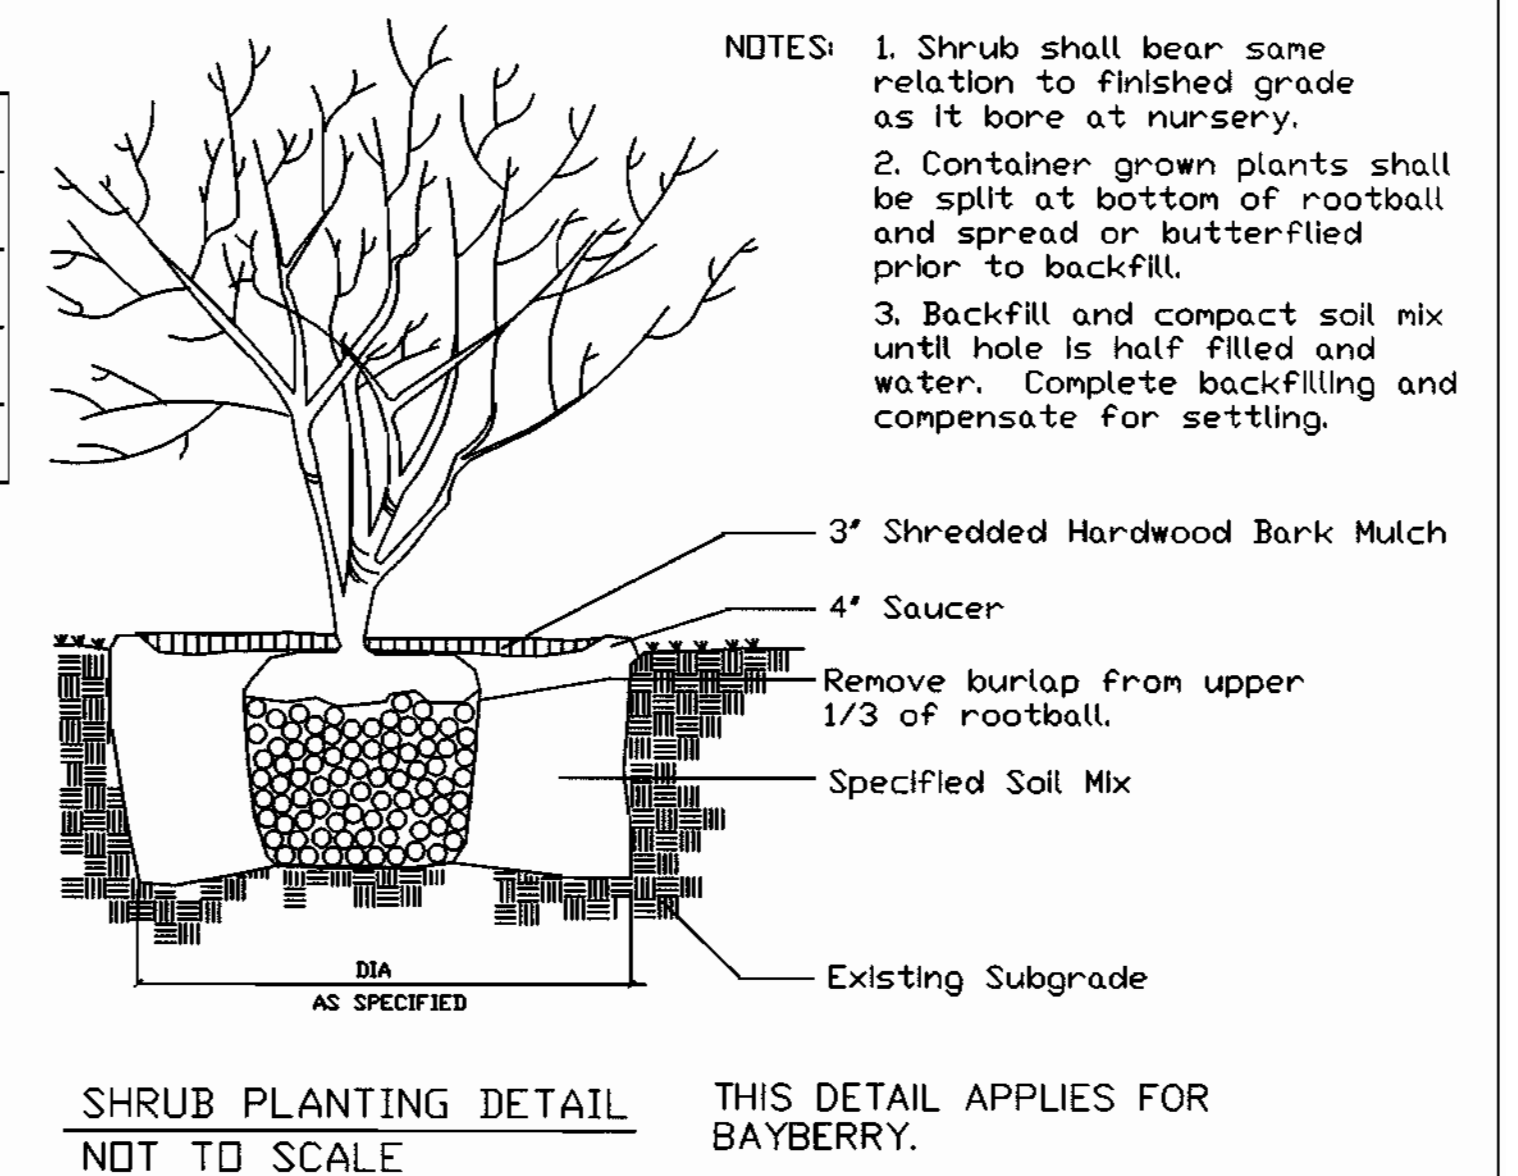 NOTES: 1. Shrub shall bear same
relation to finished grade
as it bore at nursery.
2. Container grown plants shall
be split at bottom of rootball
and spread or butterflied
prior to backfill.
3. Backfill and compact soil mix
until hole is half filled and
water. Complete backfilling and
compensate for settling.
3" Shredded Hardwood Bark Mulch
4" Saucer
Remove burlap from upper
1/3 of rootball.
Specified Soil Mix
Existing Subgrade
DIA
AS SPECIFIED
SHRUB PLANTING DETAIL
NOT TO SCALE
THIS DETAIL APPLIES FOR
BAYBERRY.